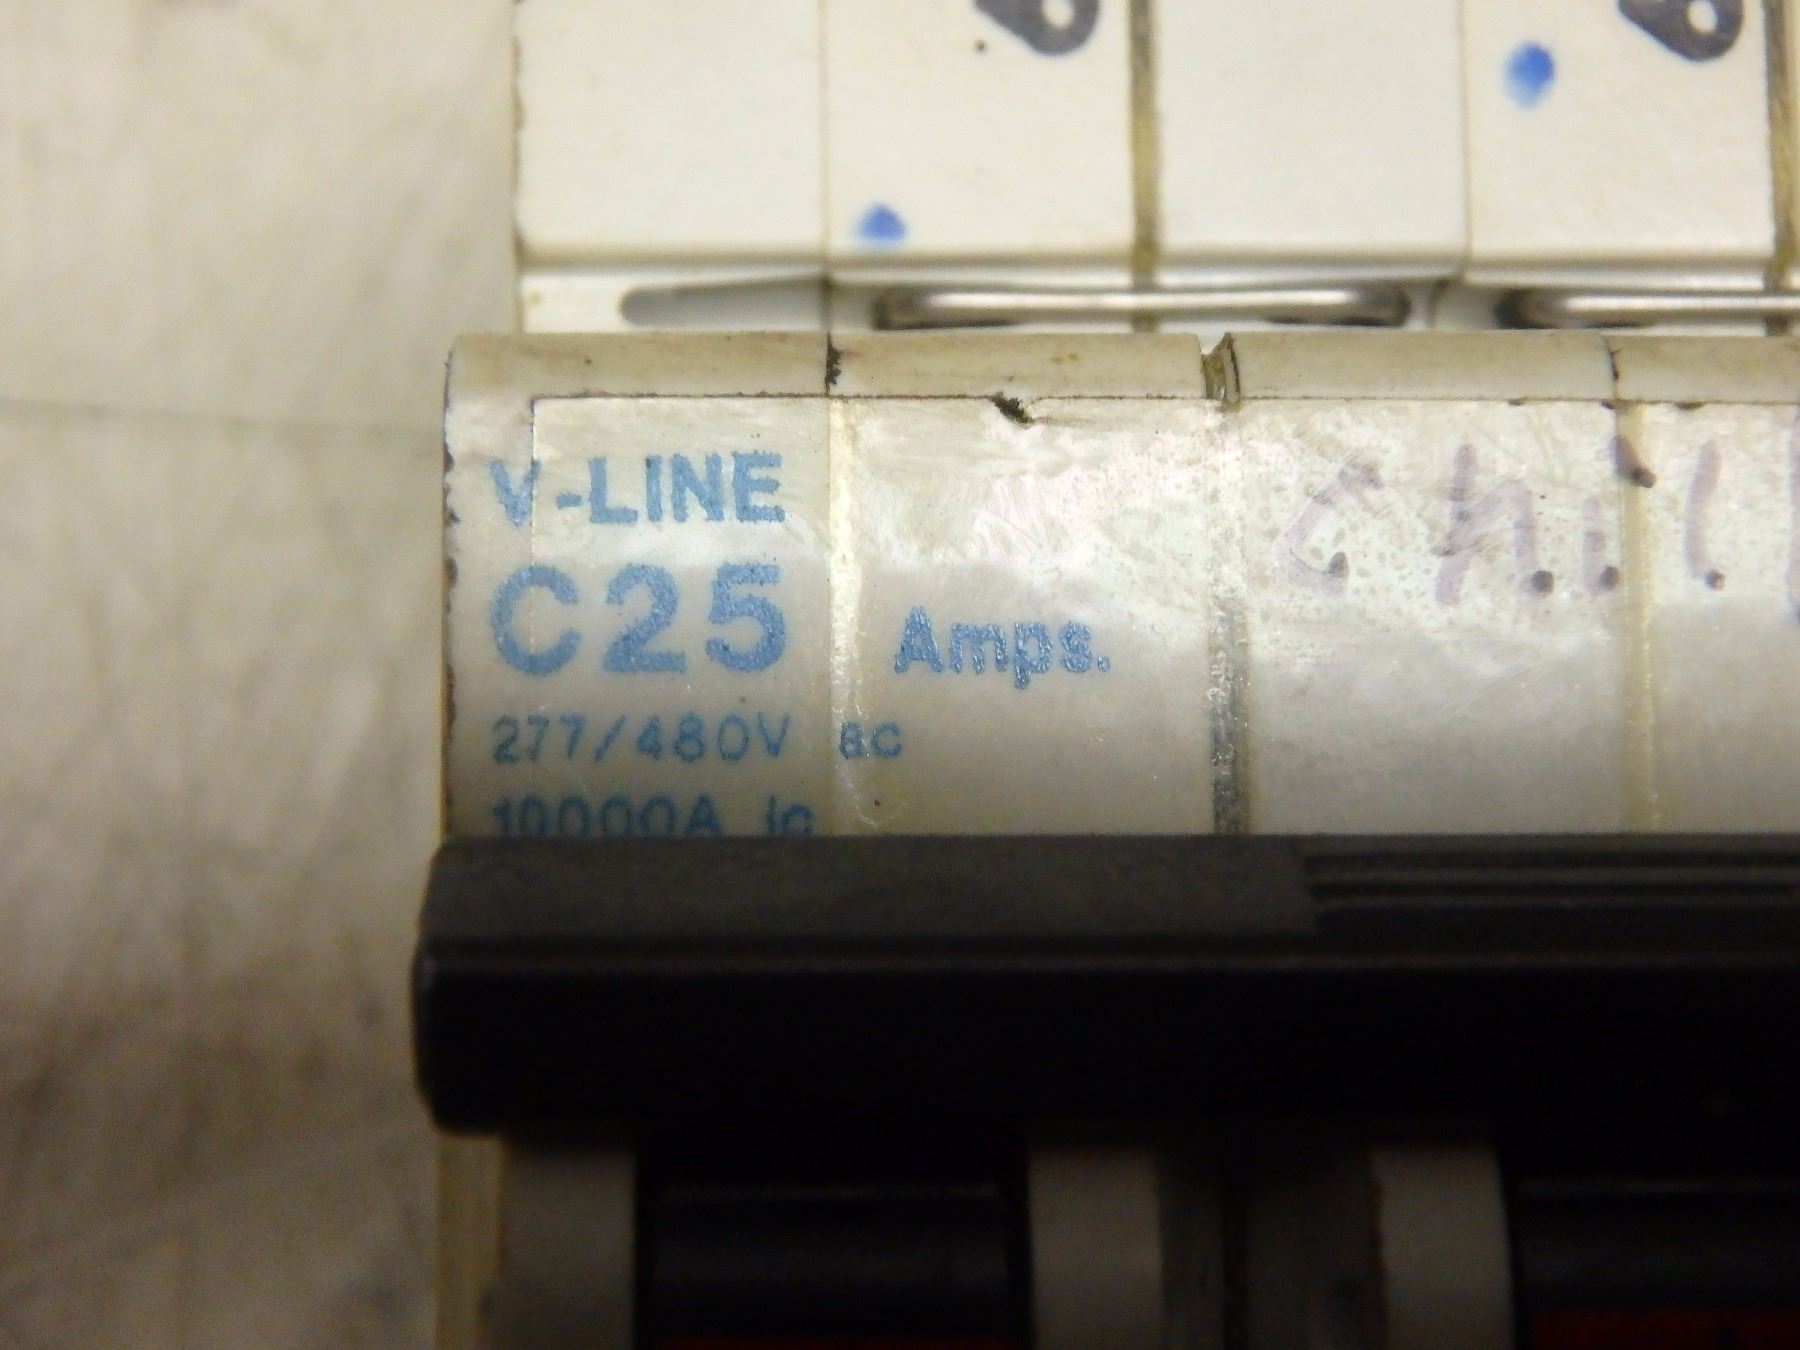 V-LINE
C25 Amps.
277/480V ac
10000A ic